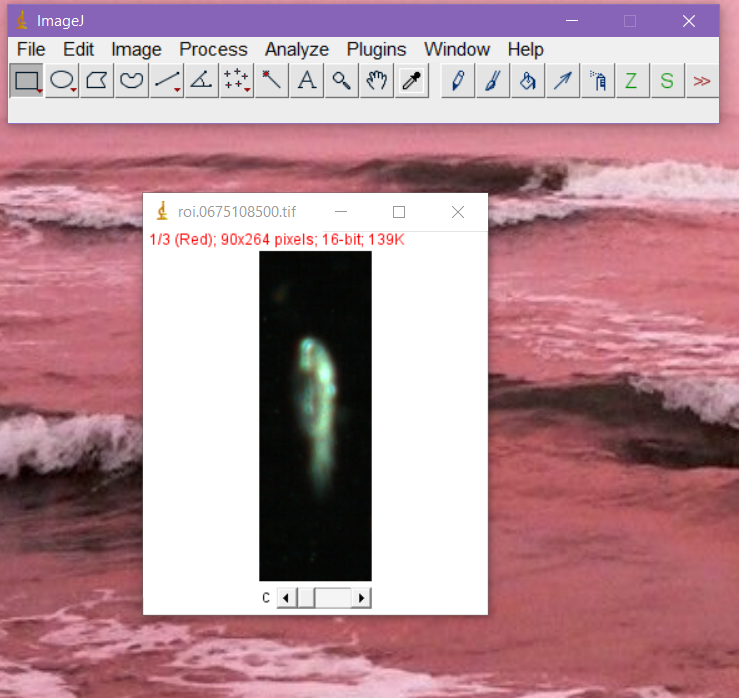 ImageJ
File Edit Image Process Analyze Plugins Window Help
A Z S >>
roi.0675108500.tif
1/3 (Red); 90x264 pixels; 16-bit; 139K
c